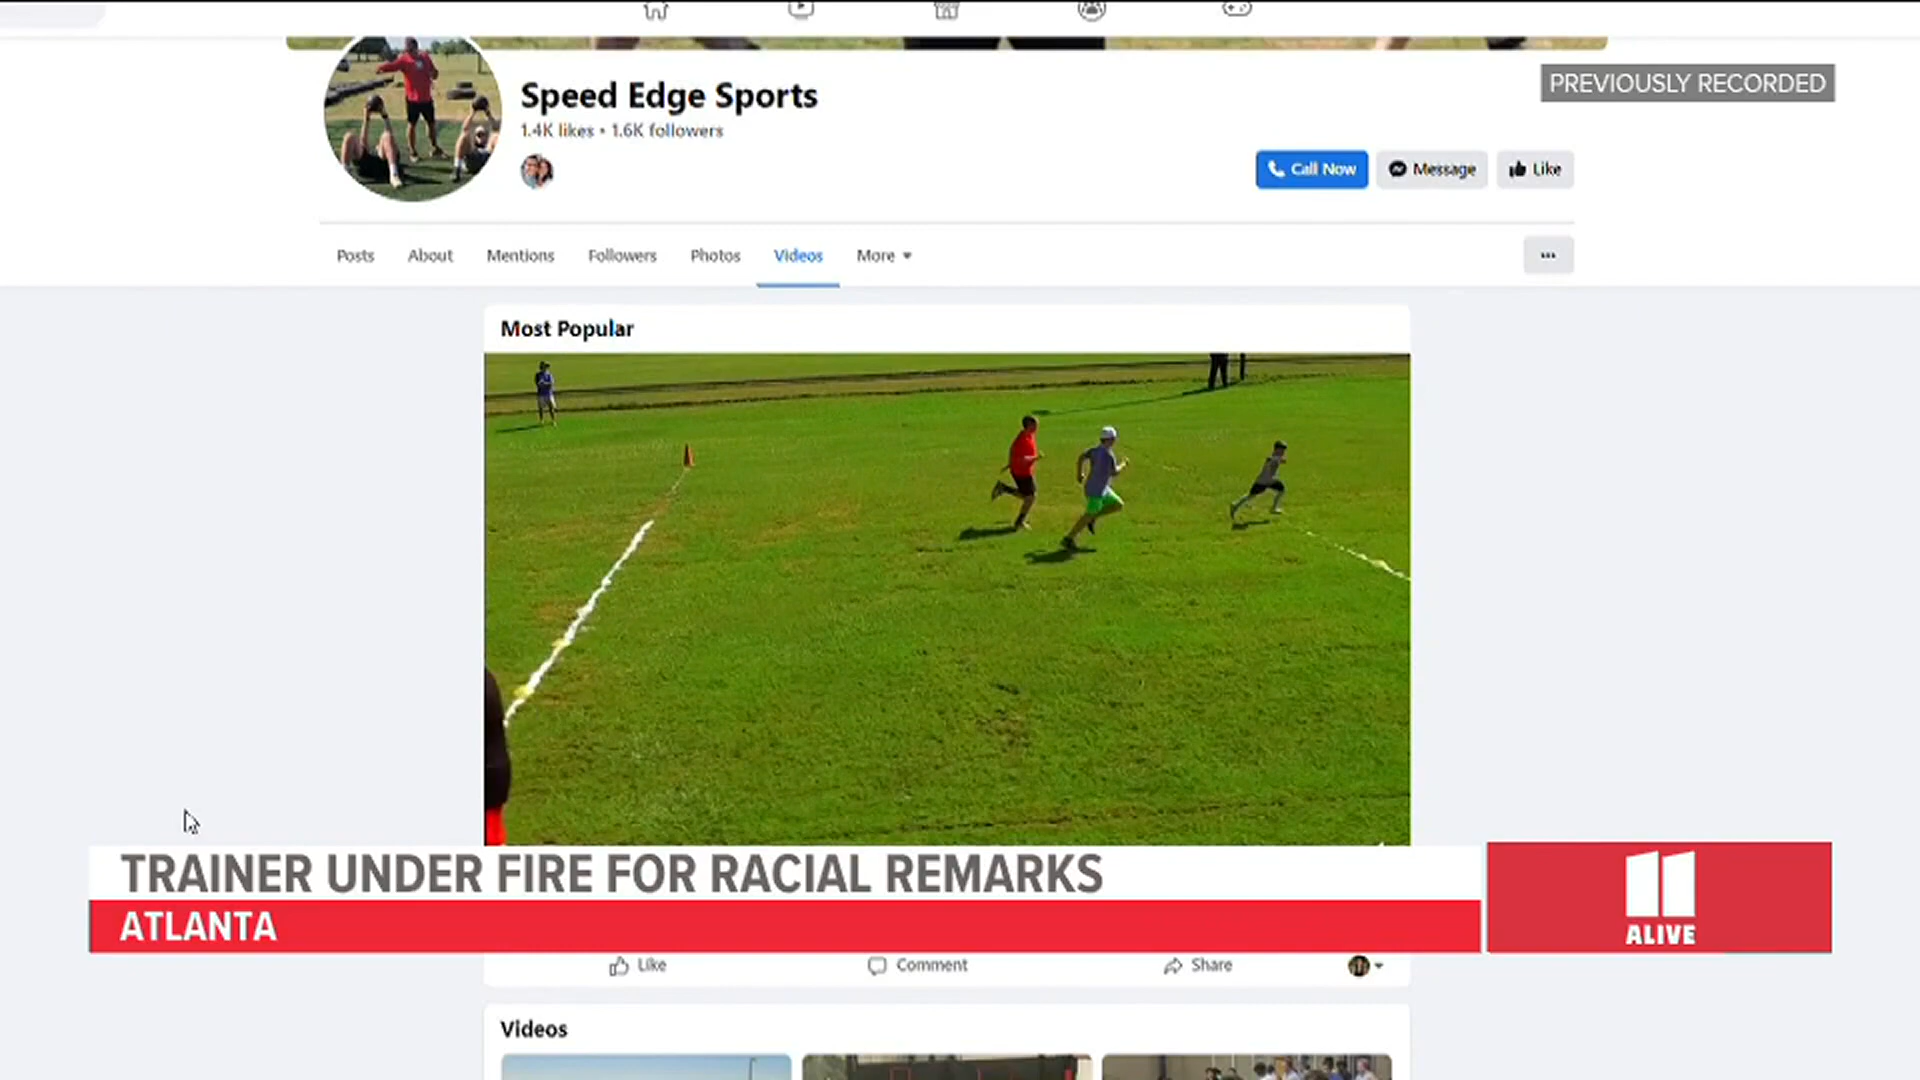 Speed Edge Sports
1.4K likes • 1.6K followers
PREVIOUSLY RECORDED
Call Now
Message
Like
Posts
About
Mentions
Followers
Photos
Videos
More
Most Popular
TRAINER UNDER FIRE FOR RACIAL REMARKS
ATLANTA
11
ALIVE
Like
Comment
Share
Videos